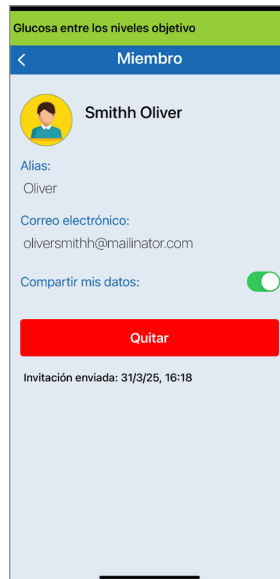 Glucosa entre los niveles objetivo
Miembro
Smithh Oliver
Alias:
Oliver
Correo electrónico:
oliversmithh@mailinator.com
Compartir mis datos:
Quitar
Invitación enviada: 31/3/25, 16:18